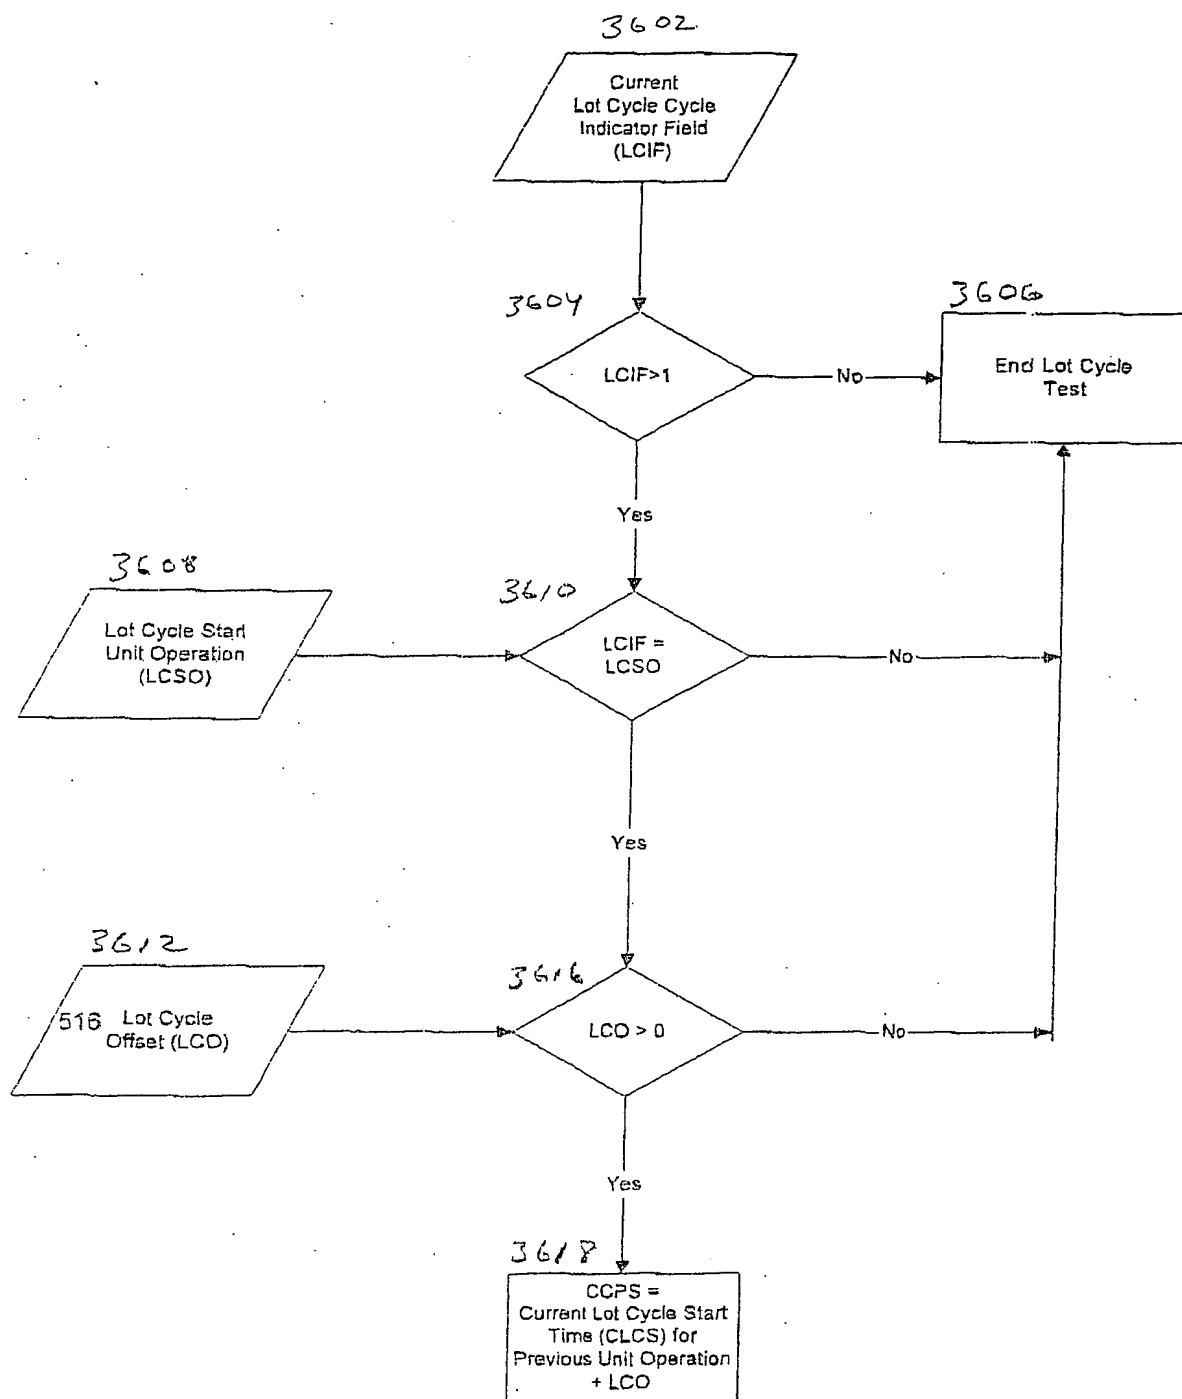 3602
Current
Lot Cycle Cycle
Indicator Field
(LCIF)
3604
LCIF>1
No
3606
End Lot Cycle
Test
Yes
3608
Lot Cycle Start
Unit Operation
(LCSO)
3610
LCIF =
LCSO
No
Yes
3612
516 Lot Cycle
Offset (LCO)
3616
LCO > 0
No
Yes
3618
CCPS =
Current Lot Cycle Start
Time (CLCS) for
Previous Unit Operation
+ LCO